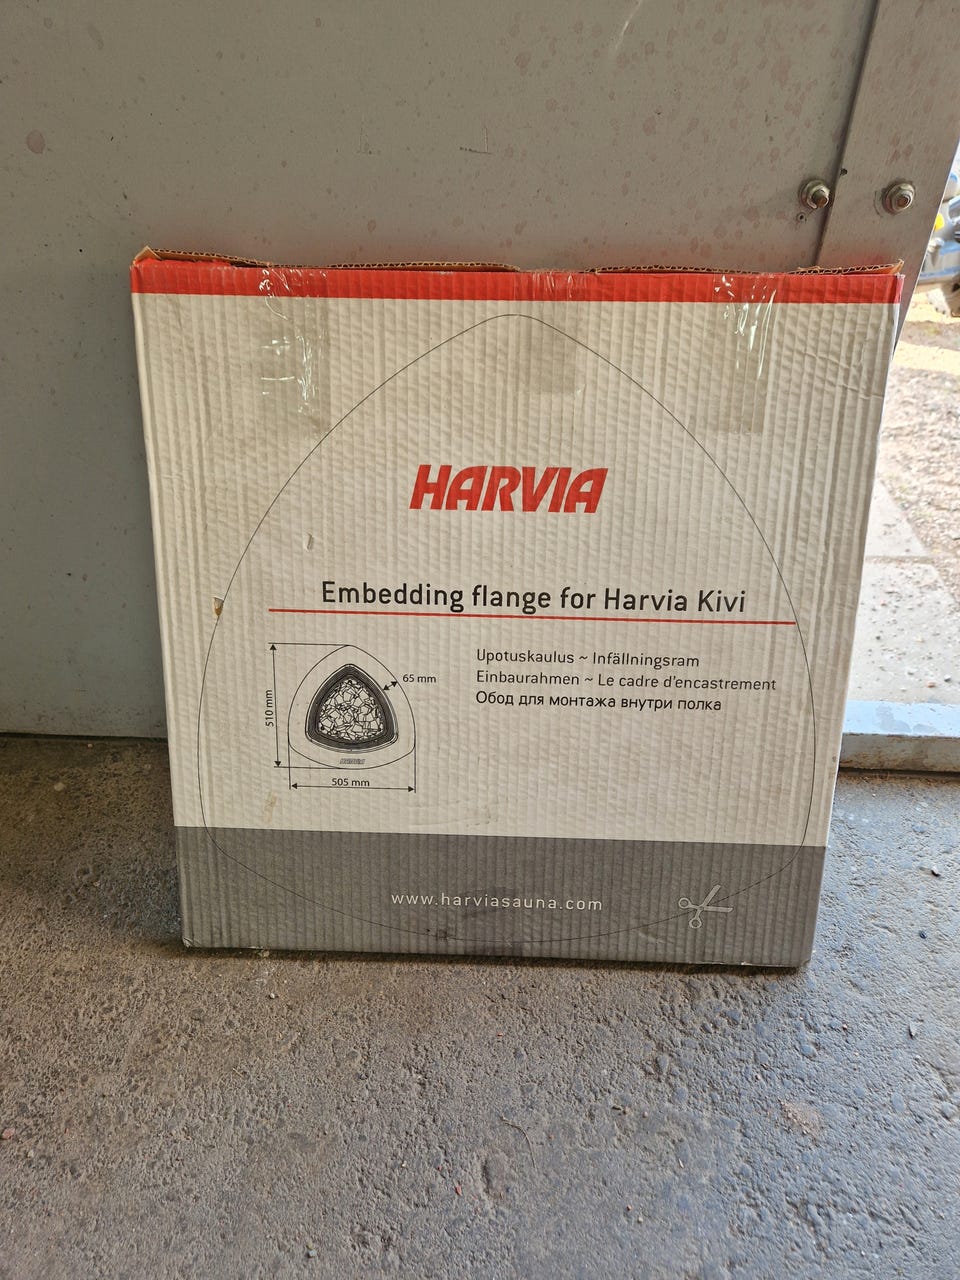 HARVIA
Embedding flange for Harvia Kivi
Upotuskaulus ~ Infällningsram
Einbaurahmen ~ Le cadre d'encastrement
Обод для монтажа внутри полка
65 mm
510 mm
HARVIA
505 mm
www.harviasauna.com